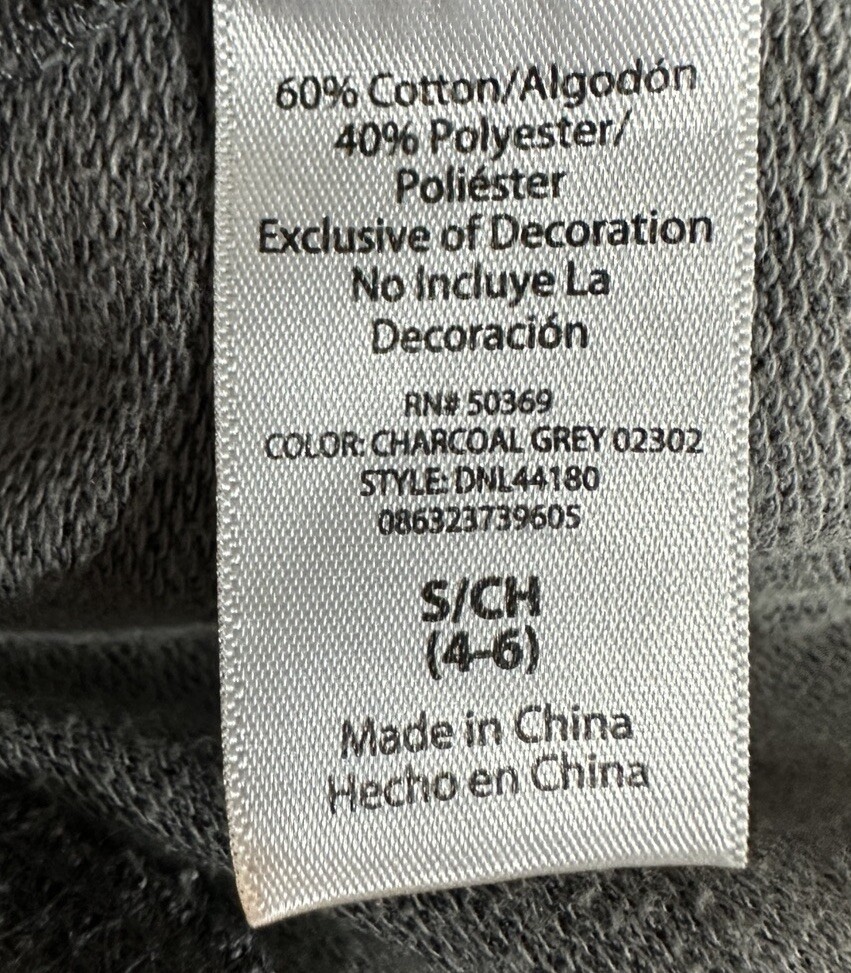 60% Cotton/Algodón
40% Polyester/
Poliéster
Exclusive of Decoration
No Incluye La
Decoración
RN# 50369
COLOR: CHARCOAL GREY 02302
STYLE: DNL44180
086323739605
S/CH
(4-6)
Made in China
Hecho en China